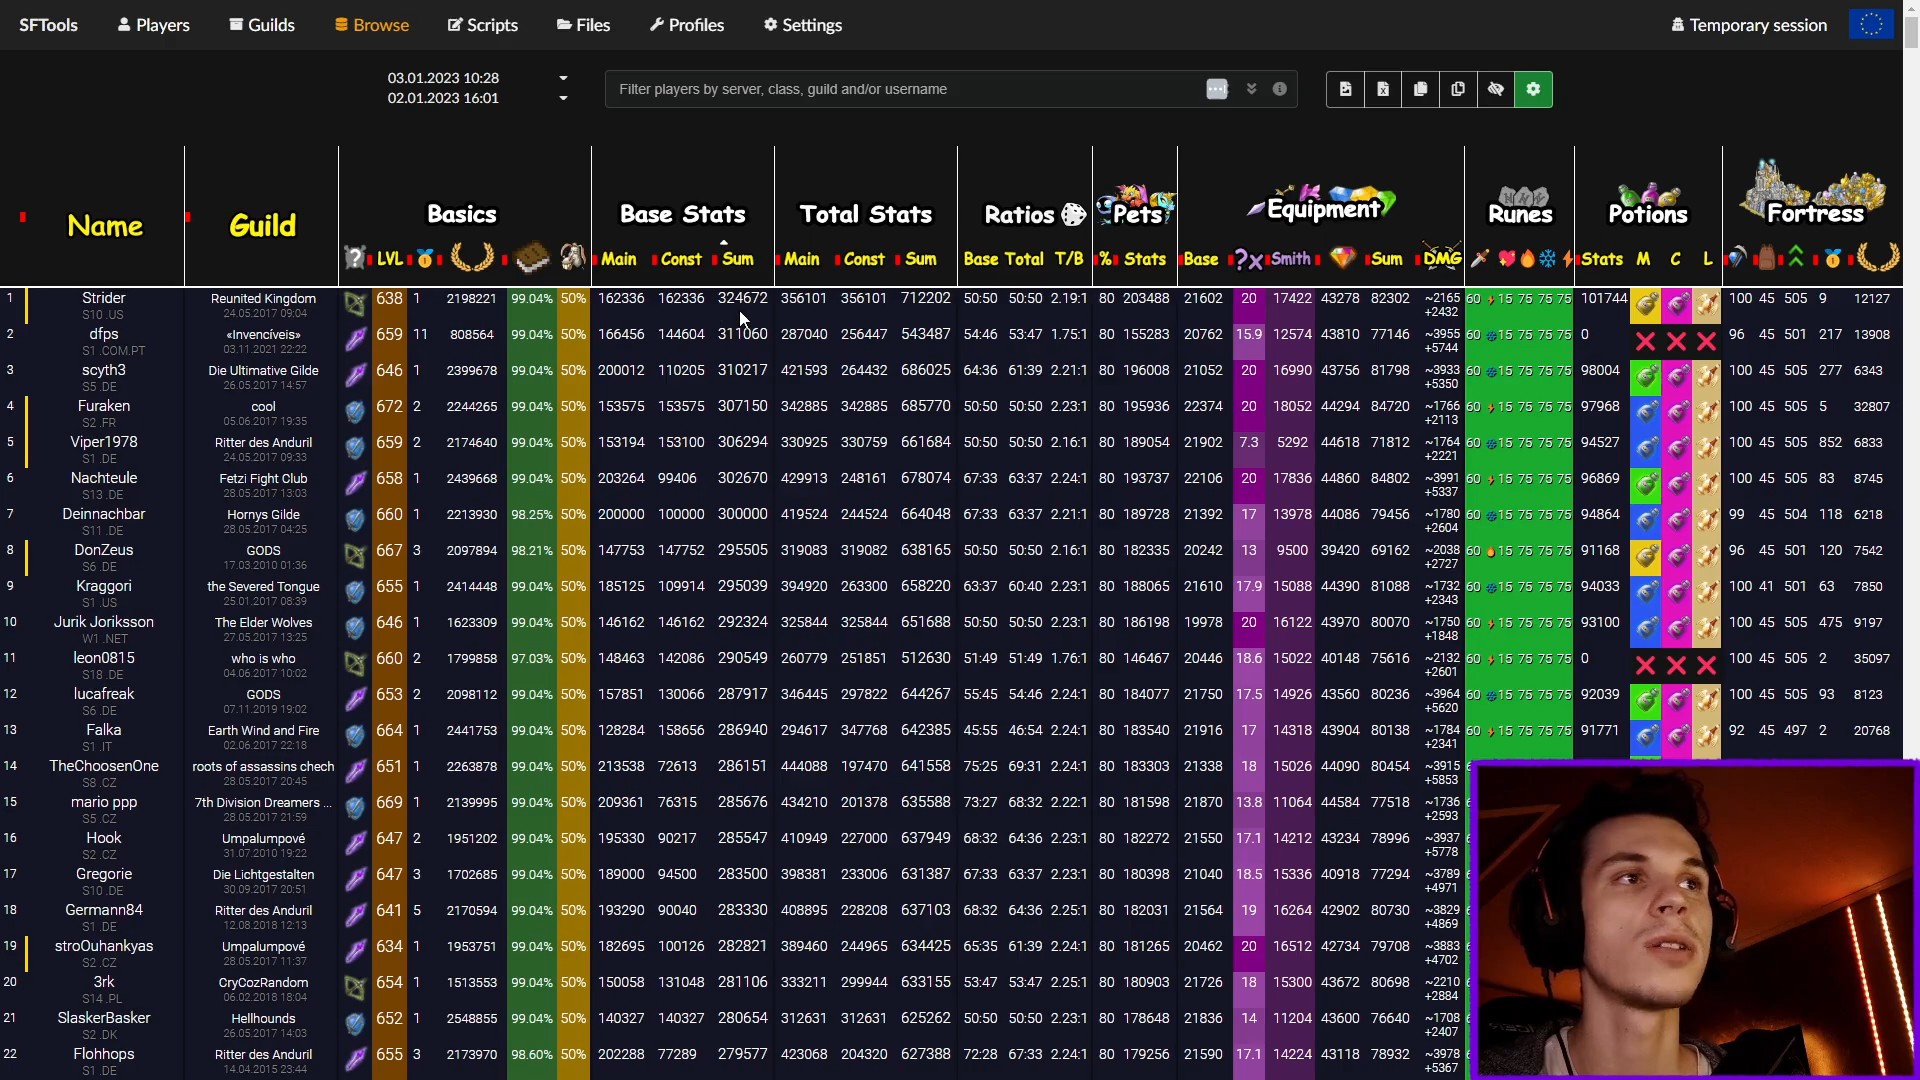 SFTools Players Guilds Browse Scripts Files Profiles Settings Temporary session
03.01.2023 10:28
02.01.2023 16:01
Filter players by server, class, guild and/or username
Name Guild Basics Base Stats Total Stats Ratios Pets Equipment Runes Potions Fortress
LVL Main Const Sum Main Const Sum Base Total T/B % Stats Base ?x Smith Sum DMG Stats M C L
1 Strider Reunited Kingdom 638 1 2198221 99.04% 50% 162336 162336 324672 356101 356101 712202 50:50 50:50 2.19:1 80 203488 21602 20 17422 43278 82302 ~2165 60 15 75 75 75 101744 100 45 505 9 12127
S10 .US 24.05.2017 09:04 +2432
2 dfps «Invencíveis» 659 11 808564 99.04% 50% 166456 144604 311060 287040 256447 543487 54:46 53:47 1.75:1 80 155283 20762 15.9 12574 43810 77146 ~3955 60 15 75 75 75 0 96 45 501 217 13908
S1 .COM.PT 03.11.2021 22:22 +5744
3 scyth3 Die Ultimative Gilde 646 1 2399678 99.04% 50% 200012 110205 310217 421593 264432 686025 64:36 61:39 2.21:1 80 196008 21052 20 16990 43756 81798 ~3933 60 15 75 75 75 98004 100 45 505 277 6343
S5 .DE 26.05.2017 14:57 +5350
4 Furaken cool 672 2 2244265 99.04% 50% 153575 153575 307150 342885 342885 685770 50:50 50:50 2.23:1 80 195936 22374 20 18052 44294 84720 ~1766 60 15 75 75 75 97968 100 45 505 5 32807
S2 .FR 05.06.2017 19:35 +2113
5 Viper1978 Ritter des Anduril 659 2 2174640 99.04% 50% 153194 153100 306294 330925 330759 661684 50:50 50:50 2.16:1 80 189054 21902 7.3 5292 44618 71812 ~1764 60 15 75 75 75 94527 100 45 505 852 6833
S1 .DE 24.05.2017 09:33 +2221
6 Nachteule Fetzi Fight Club 658 1 2439668 99.04% 50% 203264 99406 302670 429913 248161 678074 67:33 63:37 2.24:1 80 193737 22106 20 17836 44860 84802 ~3991 60 15 75 75 75 96869 100 45 505 83 8745
S13 .DE 28.05.2017 13:03 +5337
7 Deinnachbar Hornys Gilde 660 1 2213930 98.25% 50% 200000 100000 300000 419524 244524 664048 67:33 63:37 2.21:1 80 189728 21392 17 13978 44086 79456 ~1780 60 15 75 75 75 94864 99 45 504 118 6218
S11 .DE 28.05.2017 04:25 +2604
8 DonZeus GODS 667 3 2097894 98.21% 50% 147753 147752 295505 319083 319082 638165 50:50 50:50 2.16:1 80 182335 20242 13 9500 39420 69162 ~2038 60 15 75 75 75 91168 96 45 501 120 7542
S6 .DE 17.03.2010 01:36 +2727
9 Kraggori the Severed Tongue 655 1 2414448 99.04% 50% 185125 109914 295039 394920 263300 658220 63:37 60:40 2.23:1 80 188065 21610 17.9 15088 44390 81088 ~1732 60 15 75 75 75 94033 100 41 501 63 7850
S1 .US 25.01.2017 08:39 +2343
10 Jurik Joriksson The Elder Wolves 646 1 1623309 99.04% 50% 146162 146162 292324 325844 325844 651688 50:50 50:50 2.23:1 80 186198 19978 20 16122 43970 80070 ~1750 60 15 75 75 75 93100 100 45 505 475 9197
W1 .NET 27.05.2017 13:25 +1848
11 leon0815 who is who 660 2 1799858 97.03% 50% 148463 142086 290549 260779 251851 512630 51:49 51:49 1.76:1 80 146467 20446 18.6 15022 40148 75616 ~2132 60 15 75 75 75 0 100 45 505 2 35097
S18 .DE 04.06.2017 10:02 +2601
12 lucafreak GODS 653 2 2098112 99.04% 50% 157851 130066 287917 346445 297822 644267 55:45 54:46 2.24:1 80 184077 21750 17.5 14926 43560 80236 ~3964 60 15 75 75 75 92039 100 45 505 93 8123
S6 .DE 07.11.2019 19:02 +5620
13 Falka Earth Wind and Fire 664 1 2441753 99.04% 50% 128284 158656 286940 294617 347768 642385 45:55 46:54 2.24:1 80 183540 21916 17 14318 43904 80138 ~1784 60 15 75 75 75 91771 92 45 497 2 20768
S1 .IT 02.06.2017 22:18 +2341
14 TheChoosenOne roots of assassins chech 651 1 2263878 99.04% 50% 213538 72613 286151 444088 197470 641558 75:25 69:31 2.24:1 80 183303 21338 18 15026 44090 80454 ~3915
S8 .CZ 28.05.2017 20:45 +5853
15 mario ppp 7th Division Dreamers ... 669 1 2139995 99.04% 50% 209361 76315 285676 434210 201378 635588 73:27 68:32 2.22:1 80 181598 21870 13.8 11064 44584 77518 ~1736
S5 .CZ 28.05.2017 21:59 +2593
16 Hook Umpalumpové 647 2 1951202 99.04% 50% 195330 90217 285547 410949 227000 637949 68:32 64:36 2.23:1 80 182272 21550 17.1 14212 43234 78996 ~3937
S2 .CZ 31.07.2010 19:22 +5778
17 Gregorie Die Lichtgestalten 647 3 1702685 99.04% 50% 189000 94500 283500 398381 233006 631387 67:33 63:37 2.23:1 80 180398 21040 18.5 15336 40918 77294 ~3789
S10 .DE 30.09.2017 20:51 +4971
18 Germann84 Ritter des Anduril 641 5 2170594 99.04% 50% 193290 90040 283330 408895 228208 637103 68:32 64:36 2.25:1 80 182031 21564 19 16264 42902 80730 ~3829
S1 .DE 12.08.2018 12:13 +4869
19 stroOuhankyas Umpalumpové 634 1 1953751 99.04% 50% 182695 100126 282821 389460 244965 634425 65:35 61:39 2.24:1 80 181265 20462 20 16512 42734 79708 ~3883
S2 .CZ 28.05.2017 11:37 +4702
20 3rk CryCozRandom 654 1 1513553 99.04% 50% 150058 131048 281106 333211 299944 633155 53:47 53:47 2.25:1 80 180903 21726 18 15300 43672 80698 ~2210
S14 .PL 06.02.2018 18:04 +2884
21 SlaskerBasker Hellhounds 652 1 2548855 99.04% 50% 140327 140327 280654 312631 312631 625262 50:50 50:50 2.23:1 80 178648 21836 14 11204 43600 76640 ~1708
S2 .DK 26.05.2017 14:03 +2407
22 Flohhops Ritter des Anduril 655 3 2173970 98.60% 50% 202288 77289 279577 423068 204320 627388 72:28 67:33 2.24:1 80 179256 21590 17.1 14224 43118 78932 ~3978
S1 .DE 14.04.2015 23:44 +5367